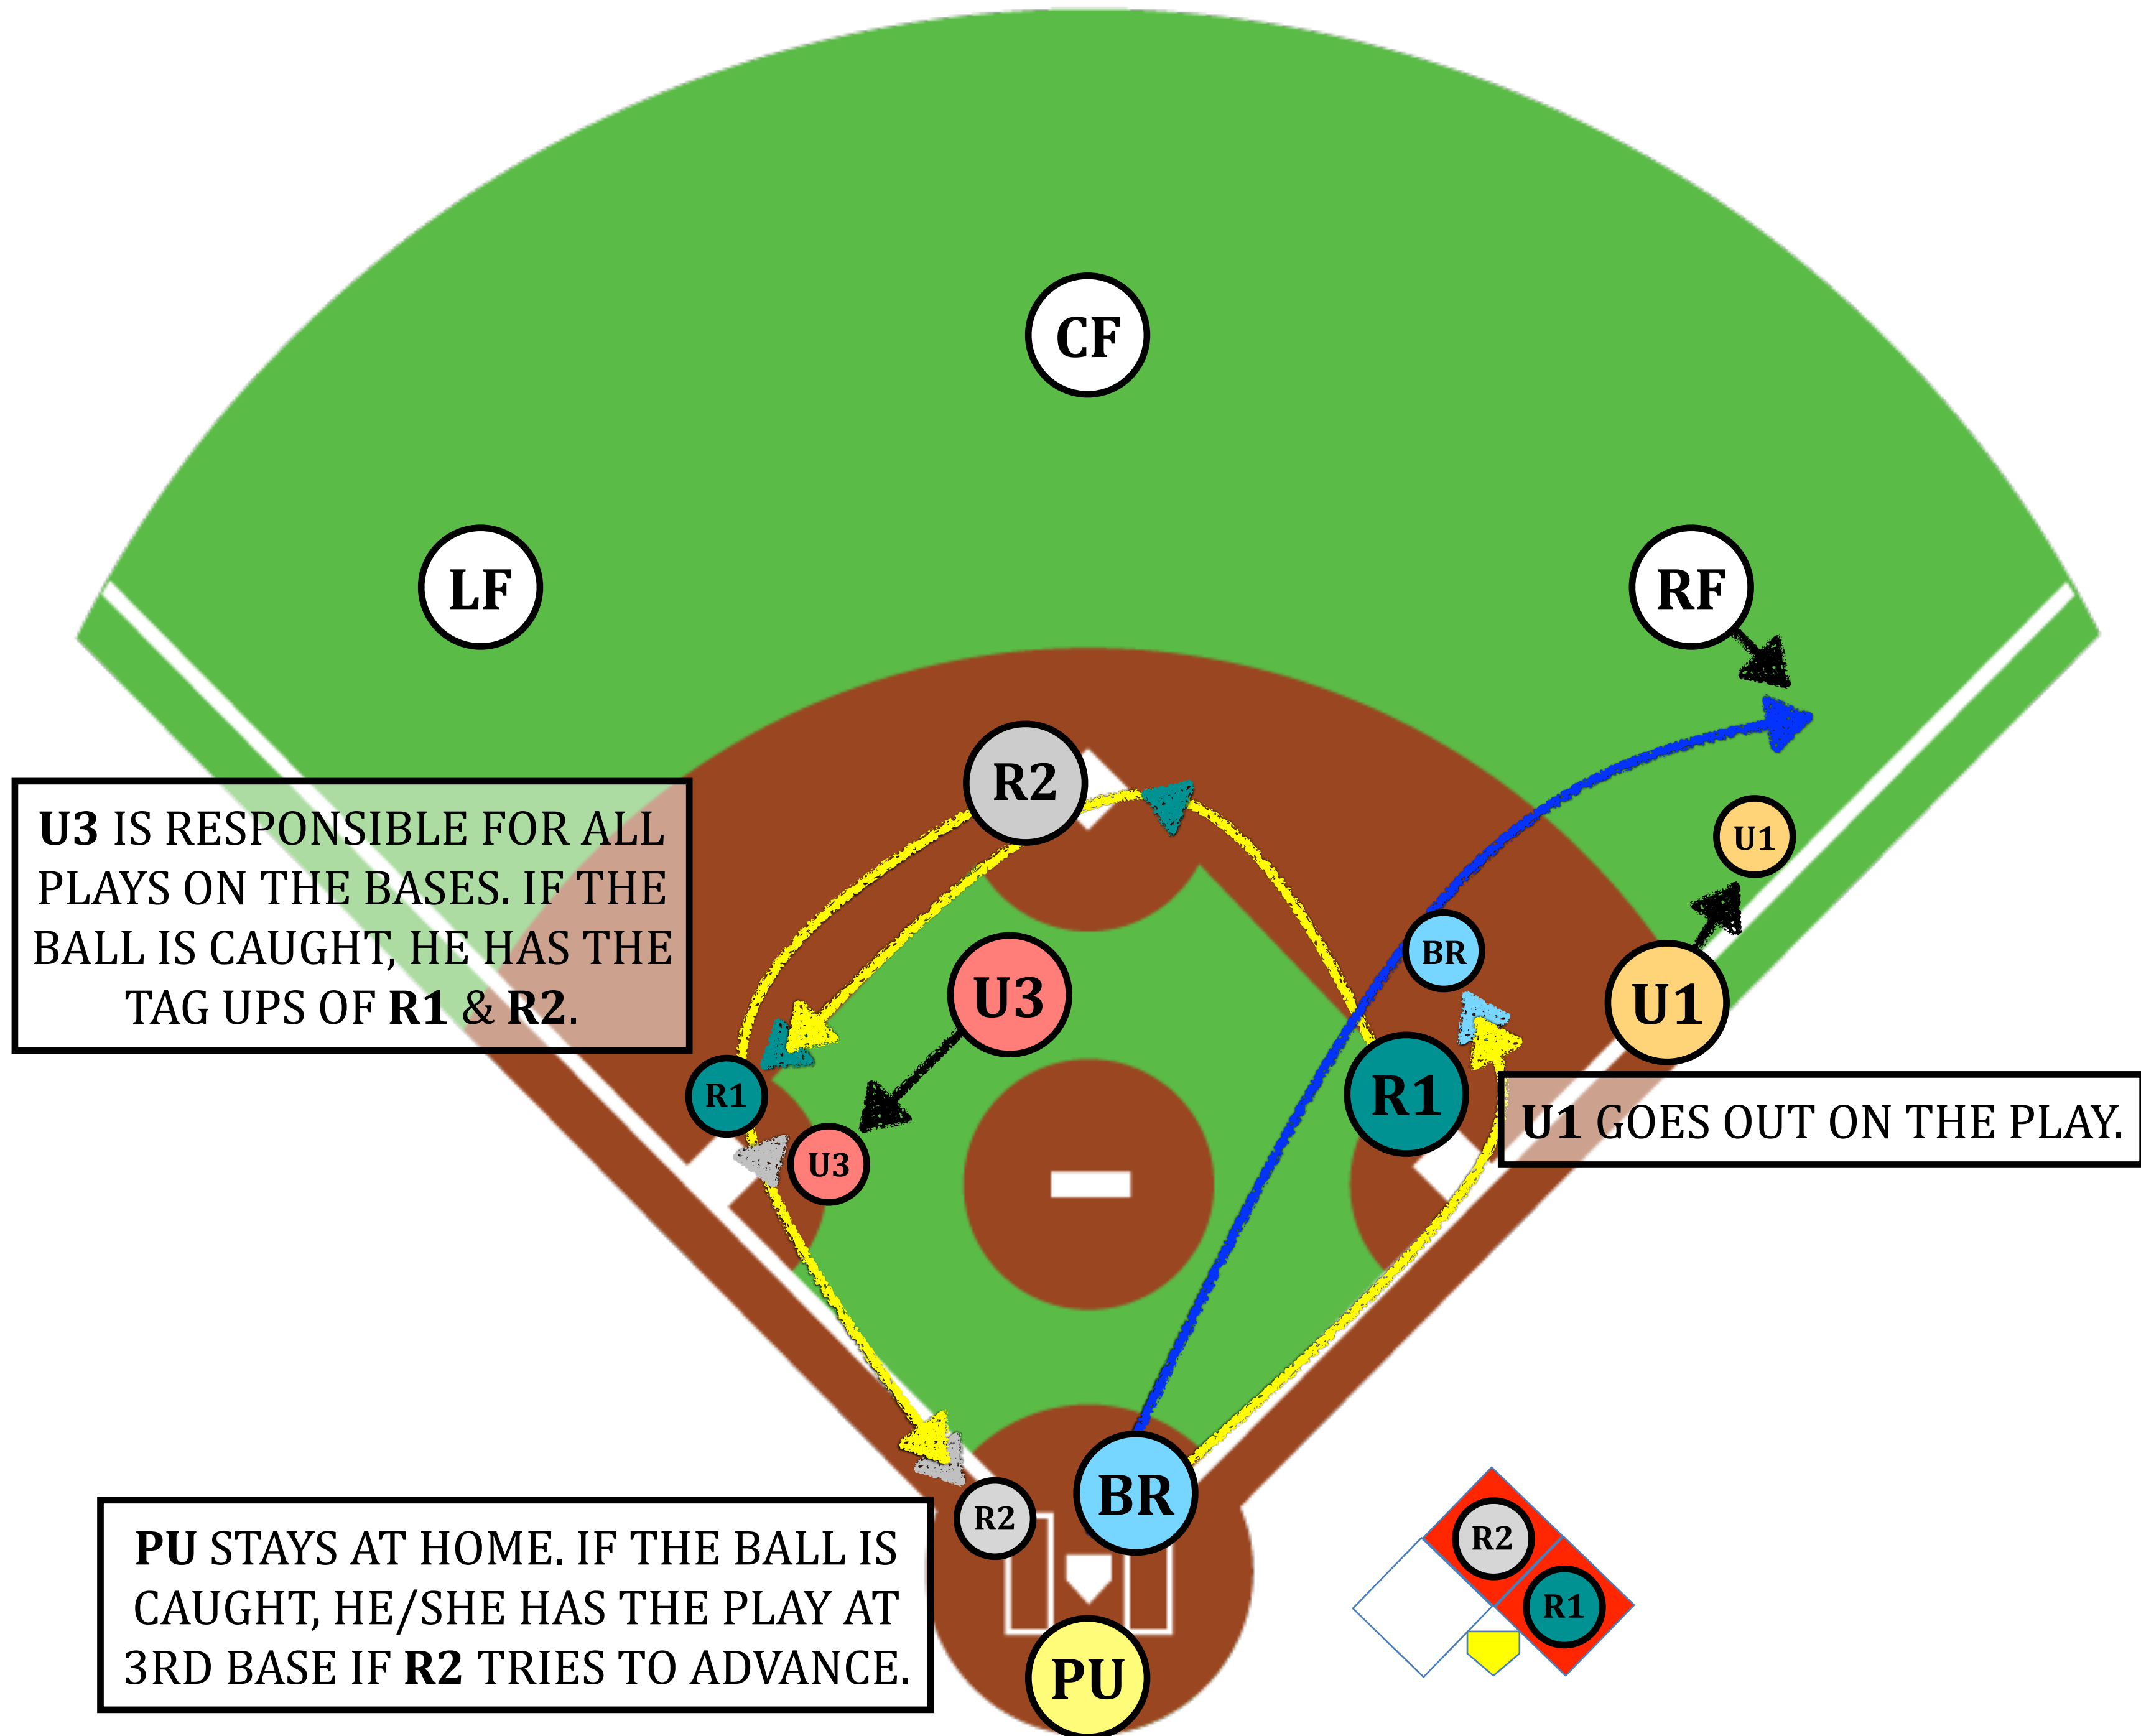 CF
LF
RF
R2
U1
U3 IS RESPONSIBLE FOR ALL
PLAYS ON THE BASES. IF THE
BALL IS CAUGHT, HE HAS THE
TAG UPS OF R1 & R2.
BR
U3
U1
R1
R1
U1 GOES OUT ON THE PLAY.
U3
BR
R2
PU STAYS AT HOME. IF THE BALL IS
CAUGHT, HE/SHE HAS THE PLAY AT
3RD BASE IF R2 TRIES TO ADVANCE.
PU
R2
R1